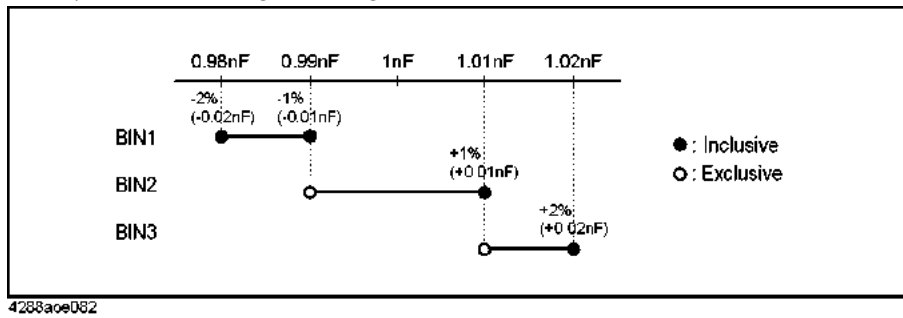 0.98nF 0.99nF 1nF 1.01nF 1.02nF
-2% -1%
(-0.02nF) (-0.01nF)
BIN1
+1%
(+0.01nF)
BIN2
+2%
(+0.02nF)
BIN3
: Inclusive
: Exclusive
4288aoe082